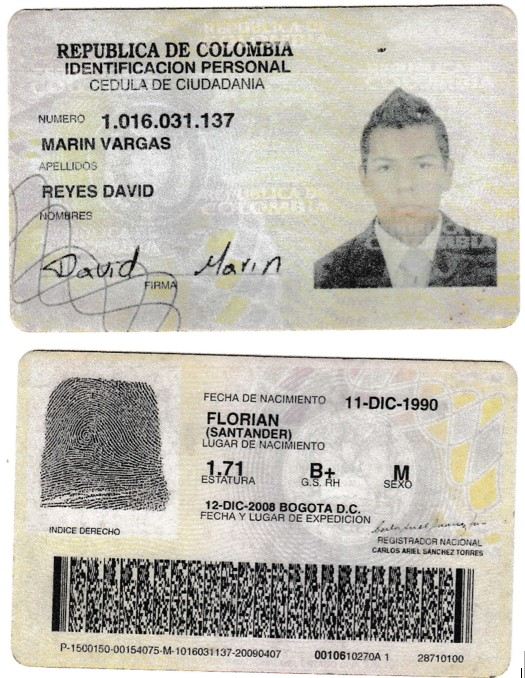 REPUBLICA DE COLOMBIA
IDENTIFICACION PERSONAL
CEDULA DE CIUDADANIA
NUMERO 1.016.031.137
MARIN VARGAS
APELLIDOS
REYES DAVID
NOMBRES
David Marin
FIRMA
FECHA DE NACIMIENTO 11-DIC-1990
FLORIAN
(SANTANDER)
LUGAR DE NACIMIENTO
1.71 B+ M
ESTATURA G.S. RH SEXO
12-DIC-2008 BOGOTA D.C.
FECHA Y LUGAR DE EXPEDICION
INDICE DERECHO
REGISTRADOR NACIONAL
CARLOS ARIEL SANCHEZ TORRES
P-1500150-00154075-M-1016031137-20090407 0010610270A 1 28710100